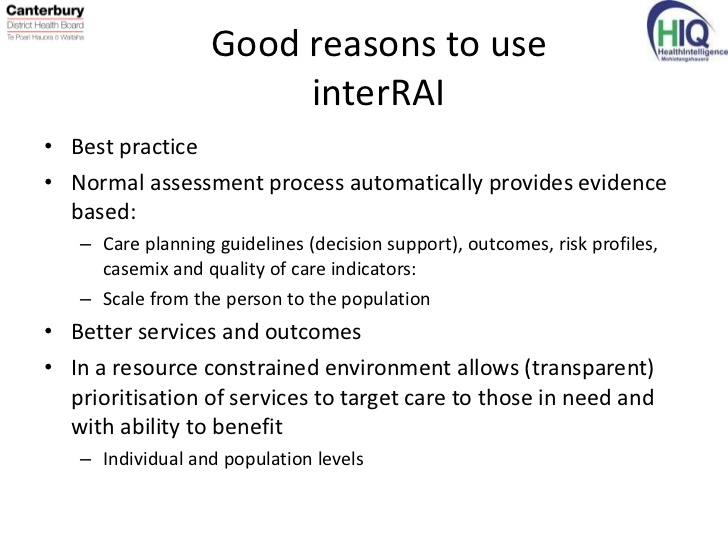 Canterbury
District Health Board
Te Poari Hauora ō Waitaha
HIQ
HealthIntelligence
Good reasons to use
interRAI
• Best practice
• Normal assessment process automatically provides evidence
based:
– Care planning guidelines (decision support), outcomes, risk profiles,
casemix and quality of care indicators:
– Scale from the person to the population
• Better services and outcomes
• In a resource constrained environment allows (transparent)
prioritisation of services to target care to those in need and
with ability to benefit
– Individual and population levels